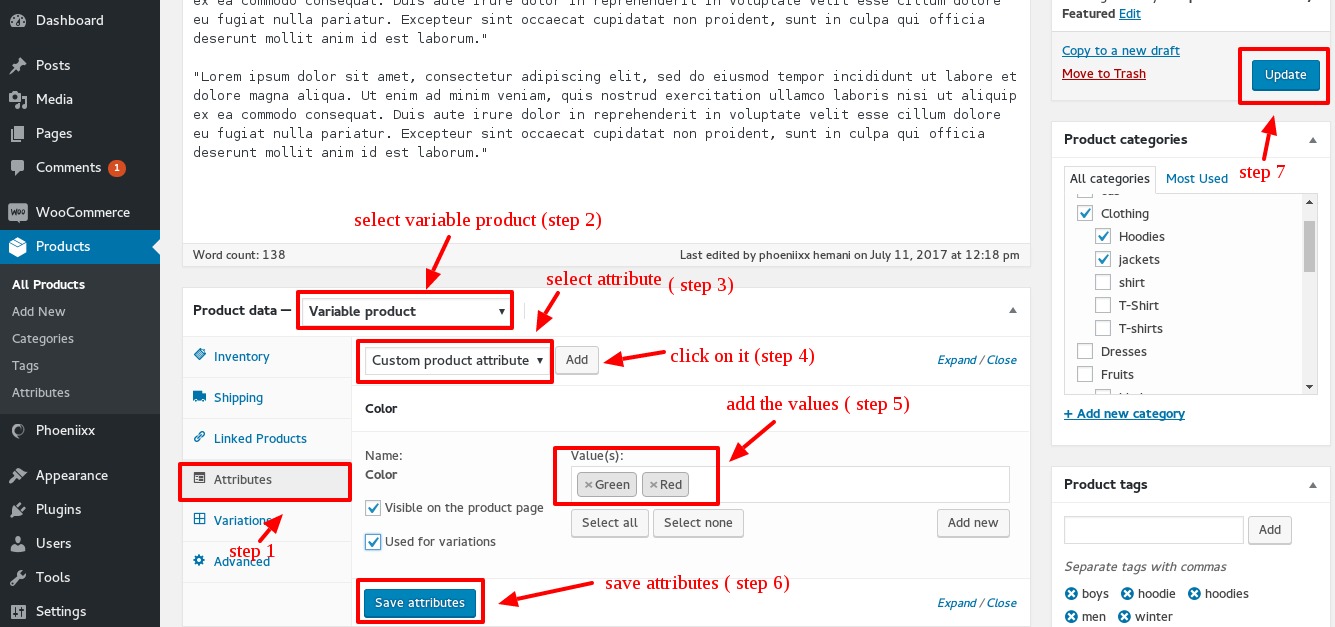 Dashboard
Posts
Media
Pages
Comments 1
WooCommerce
Products
All Products
Add New
Categories
Tags
Attributes
Phoeniixx
Appearance
Plugins
Users
Tools
Settings
ex ea commodo consequat. Duis aute irure dolor in reprehenderit in voluptate velit esse cillum dolore
eu fugiat nulla pariatur. Excepteur sint occaecat cupidatat non proident, sunt in culpa qui officia
deserunt mollit anim id est laborum."
"Lorem ipsum dolor sit amet, consectetur adipiscing elit, sed do eiusmod tempor incididunt ut labore et
dolore magna aliqua. Ut enim ad minim veniam, quis nostrud exercitation ullamco laboris nisi ut aliquip
ex ea commodo consequat. Duis aute irure dolor in reprehenderit in voluptate velit esse cillum dolore
eu fugiat nulla pariatur. Excepteur sint occaecat cupidatat non proident, sunt in culpa qui officia
deserunt mollit anim id est laborum."
select variable product (step 2)
Word count: 138
Last edited by phoeniixx hemani on July 11, 2017 at 12:18 pm
select attribute ( step 3)
Product data — Variable product
Inventory
Shipping
Linked Products
Attributes
Variations
step 1
Advanced
Custom product attribute
Add
click on it (step 4)
Expand / Close
Color
add the values ( step 5)
Name:
Color
Value(s):
× Green × Red
Visible on the product page
Select all
Select none
Add new
Used for variations
Save attributes
save attributes ( step 6)
Expand / Close
Featured Edit
Copy to a new draft
Move to Trash
Update
step 7
Product categories
All categories
Most Used
Clothing
Hoodies
jackets
shirt
T-Shirt
T-shirts
Dresses
Fruits
+ Add new category
Product tags
Add
Separate tags with commas
boys hoodie hoodies
men winter